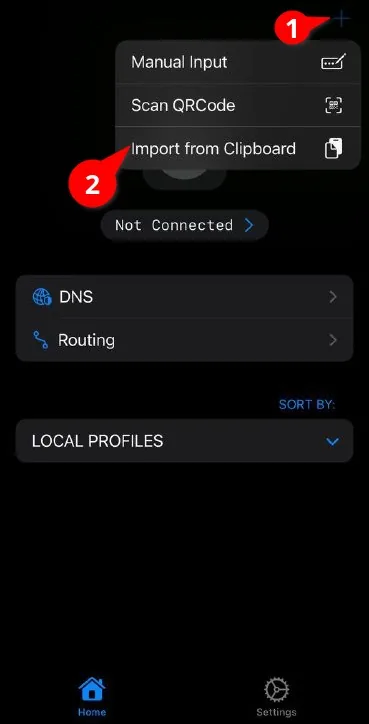 1
Manual Input
Scan QRCode
Import from Clipboard
2
Not Connected
DNS
Routing
SORT BY:
LOCAL PROFILES
Home
Settings